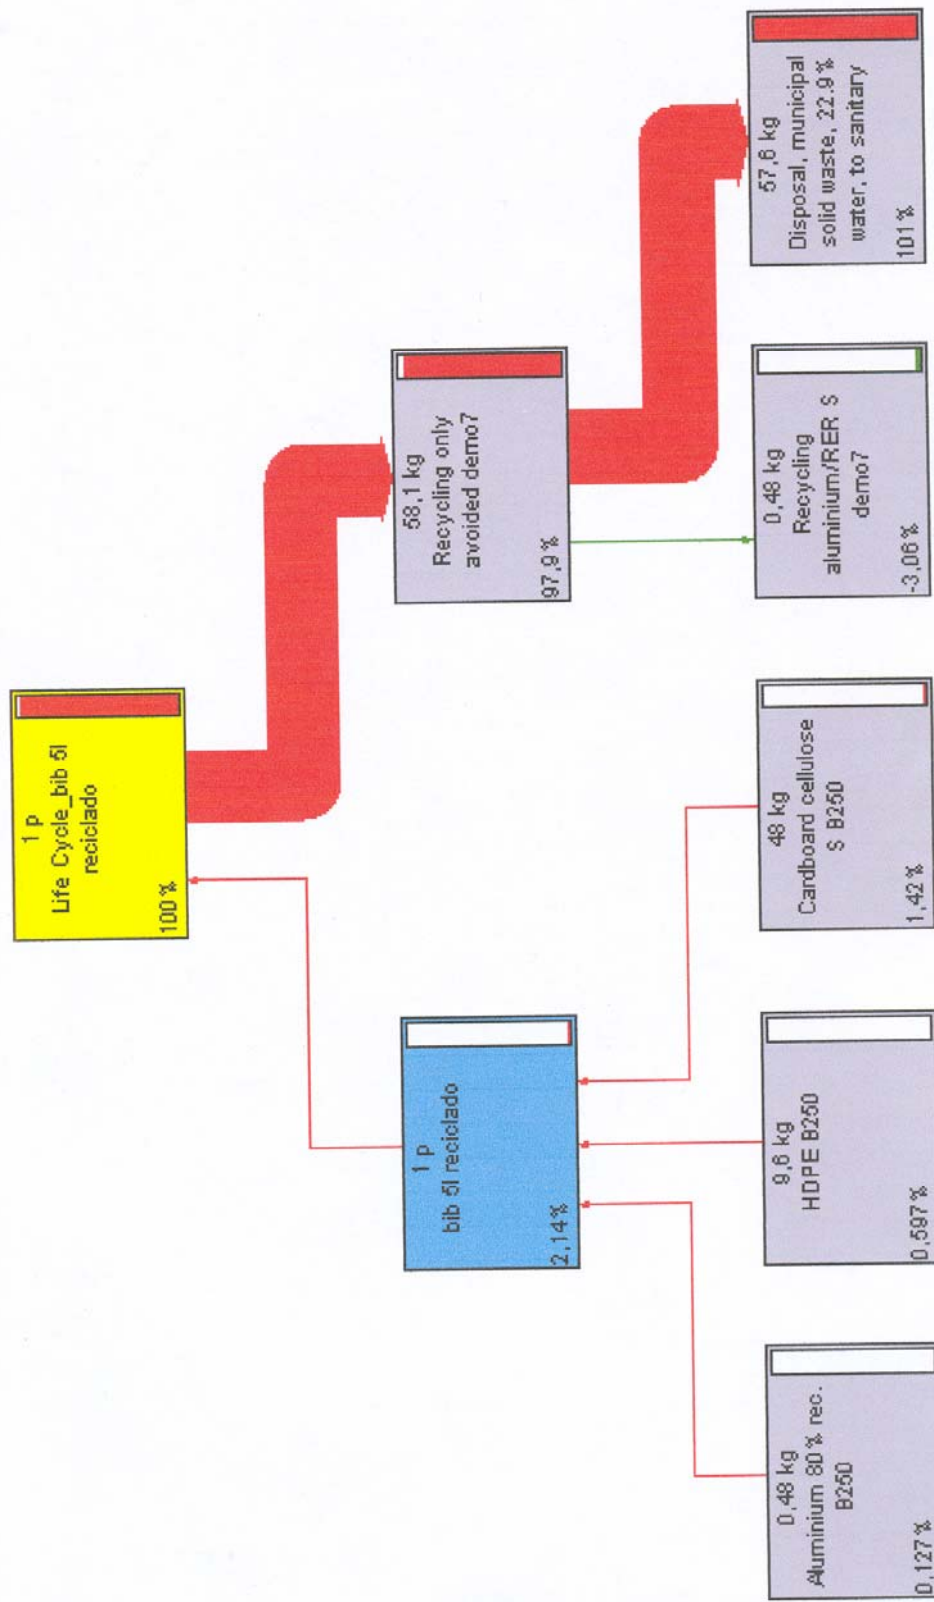 1 p
Life Cycle_bib 5l
reciclado
100%
1 p
bib 5l reciclado
2,14%
58,1 kg
Recycling only
avoided demo7
97,9%
0,48 kg
Aluminium 80% rec.
B250
0,127%
9,6 kg
HDPE B250
0,597%
48 kg
Cardboard cellulose
S B250
1,42%
0,48 kg
Recycling
aluminium/RER S
demo7
-3,06%
57,6 kg
Disposal, municipal
solid waste, 22.9%
water, to sanitary
101%